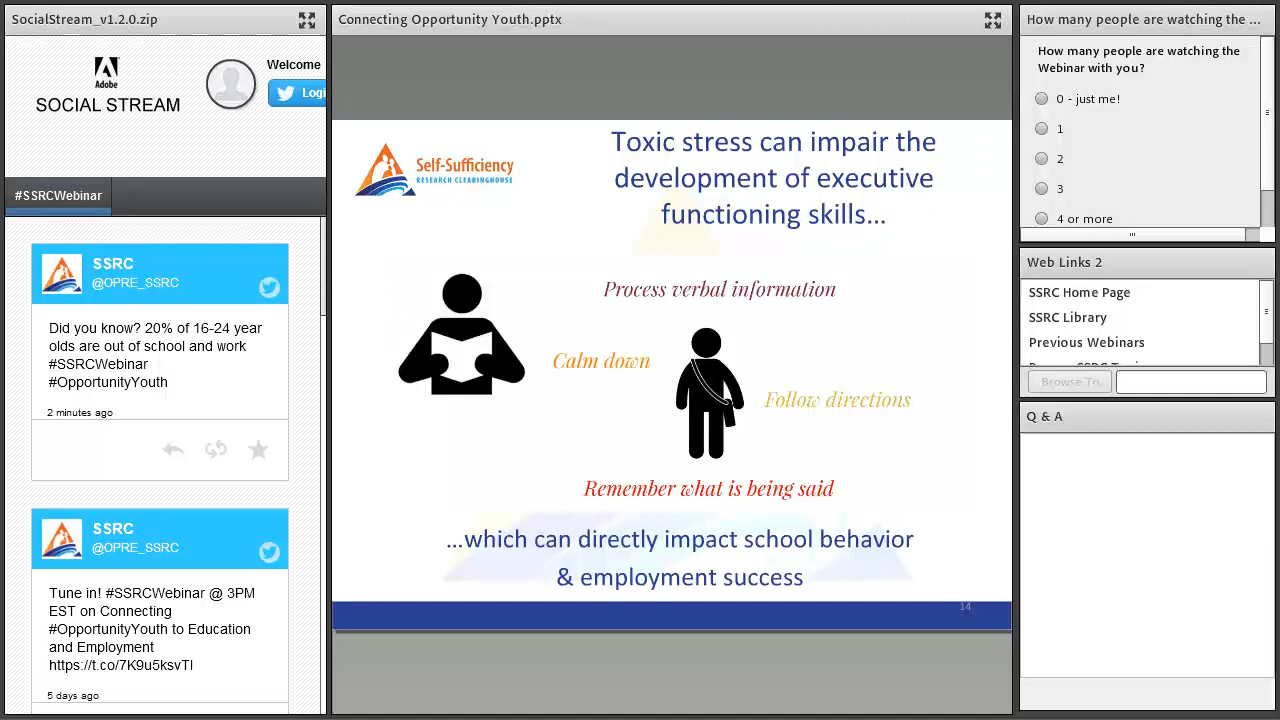 SocialStream_v1.2.0.zip
Adobe
SOCIAL STREAM
Welcome
#SSRCWebinar
SSRC
@OPRE_SSRC
Did you know? 20% of 16-24 year
olds are out of school and work
#SSRCWebinar
#OpportunityYouth
2 minutes ago
SSRC
@OPRE_SSRC
Tune in! #SSRCWebinar @ 3PM
EST on Connecting
#OpportunityYouth to Education
and Employment
5 days ago
Connecting Opportunity Youth.pptx
Self-Sufficiency
RESEARCH CLEARINGHOUSE
Toxic stress can impair the
development of executive
functioning skills...
Process verbal information
Calm down
Follow directions
Remember what is being said
...which can directly impact school behavior
& employment success
14
How many people are watching the ...
How many people are watching the
Webinar with you?
0 - just me!
1
2
3
4 or more
Web Links 2
SSRC Home Page
SSRC Library
Previous Webinars
Browse To
Q & A